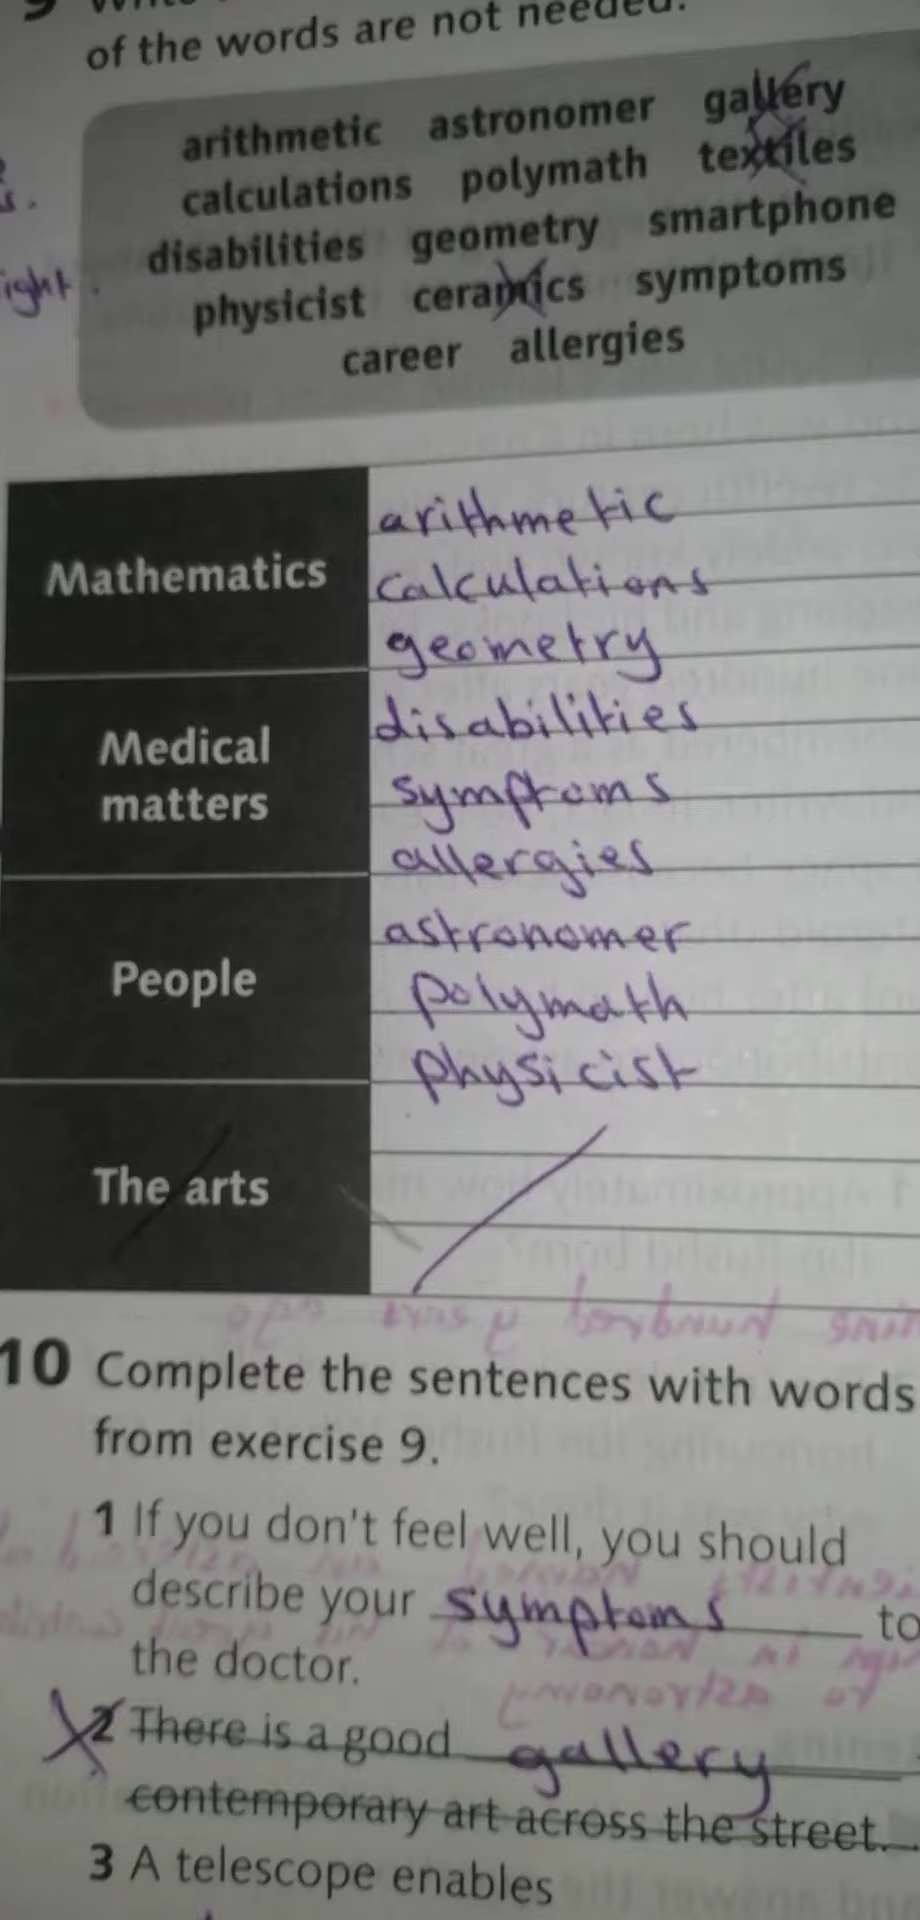 of the words are not needed.
arithmetic astronomer gallery
calculations polymath textiles
disabilities geometry smartphone
physicist ceramics symptoms
career allergies
ight.
Mathematics
arithmetic
calculations
geometry
Medical
matters
disabilities
symptoms
allergies
People
astronomer
polymath
physicist
The arts
10 Complete the sentences with words
from exercise 9.
1 If you don't feel well, you should
describe your symptoms to
the doctor.
2 There is a good gallery
contemporary art across the street.
3 A telescope enables